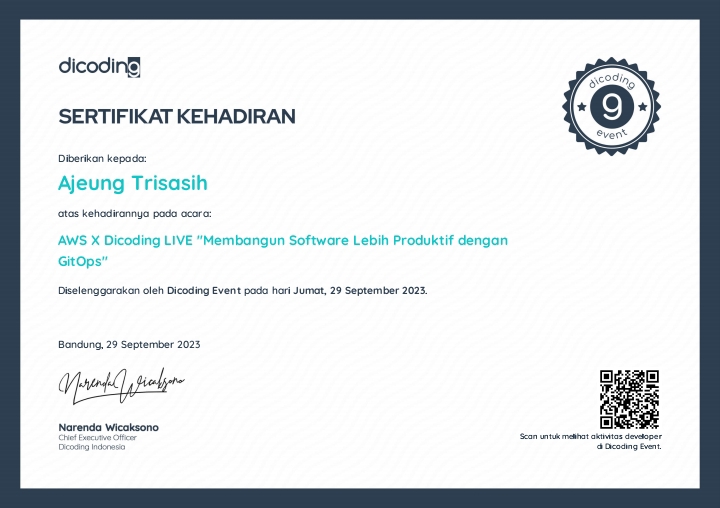 dicoding
dicoding
event
SERTIFIKAT KEHADIRAN
Diberikan kepada:
Ajeung Trisasih
atas kehadirannya pada acara:
AWS X Dicoding LIVE "Membangun Software Lebih Produktif dengan
GitOps"
Diselenggarakan oleh Dicoding Event pada hari Jumat, 29 September 2023.
Bandung, 29 September 2023
Narenda Wicaksono
Narenda Wicaksono
Chief Executive Officer
Dicoding Indonesia
Scan untuk melihat aktivitas developer
di Dicoding Event.